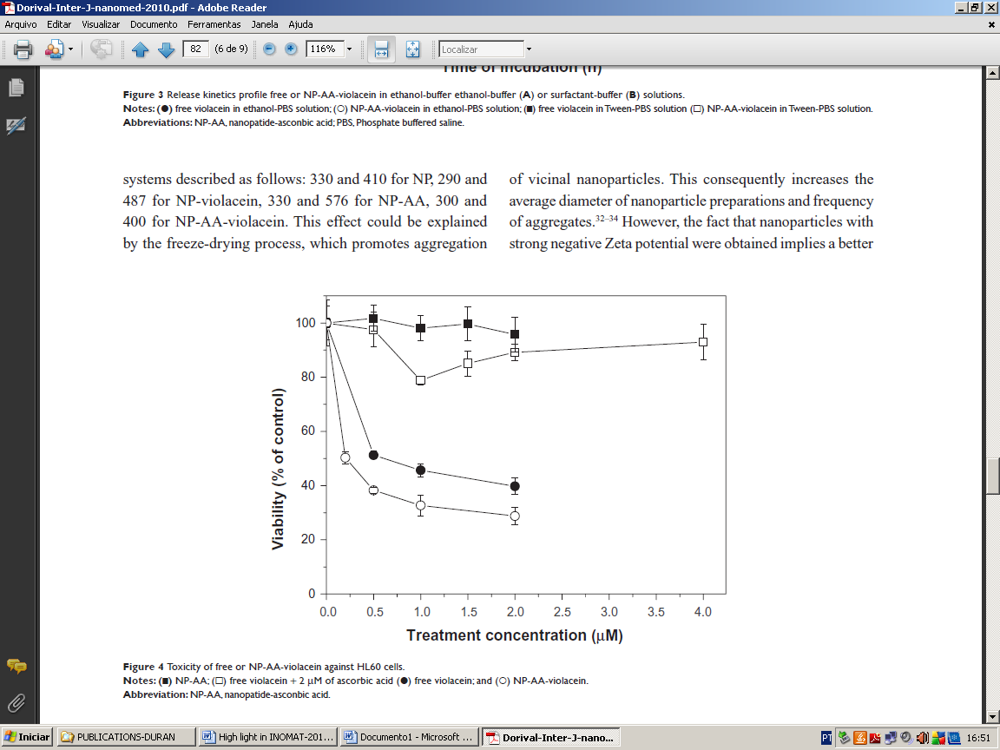 Dorival-Inter-J-nanomed-2010.pdf - Adobe Reader
Arquivo Editar Visualizar Documento Ferramentas Janela Ajuda
82 (6 de 9) 116% Localizar
Time of incubation (h)
Figure 3 Release kinetics profile free or NP-AA-violacein in ethanol-buffer ethanol-buffer (A) or surfactant-buffer (B) solutions.
Notes: (●) free violacein in ethanol-PBS solution; (○) NP-AA-violacein in ethanol-PBS solution; (■) free violacein in Tween-PBS solution (□) NP-AA-violacein in Tween-PBS solution.
Abbreviations: NP-AA, nanopatide-asconbic acid; PBS, Phosphate buffered saline.
systems described as follows: 330 and 410 for NP, 290 and
487 for NP-violacein, 330 and 576 for NP-AA, 300 and
400 for NP-AA-violacein. This effect could be explained
by the freeze-drying process, which promotes aggregation
of vicinal nanoparticles. This consequently increases the
average diameter of nanoparticle preparations and frequency
of aggregates.32–34 However, the fact that nanoparticles with
strong negative Zeta potential were obtained implies a better
Viability (% of control)
100
80
60
40
20
0
0.0 0.5 1.0 1.5 2.0 2.5 3.0 3.5 4.0
Treatment concentration (μM)
Figure 4 Toxicity of free or NP-AA-violacein against HL60 cells.
Notes: (■) NP-AA; (□) free violacein + 2 μM of ascorbic acid (●) free violacein; and (○) NP-AA-violacein.
Abbreviation: NP-AA, nanopatide-asconbic acid.
Iniciar PUBLICATIONS-DURAN High light in INOMAT-201... Documento1 - Microsoft ... Dorival-Inter-J-nano... PT 16:51